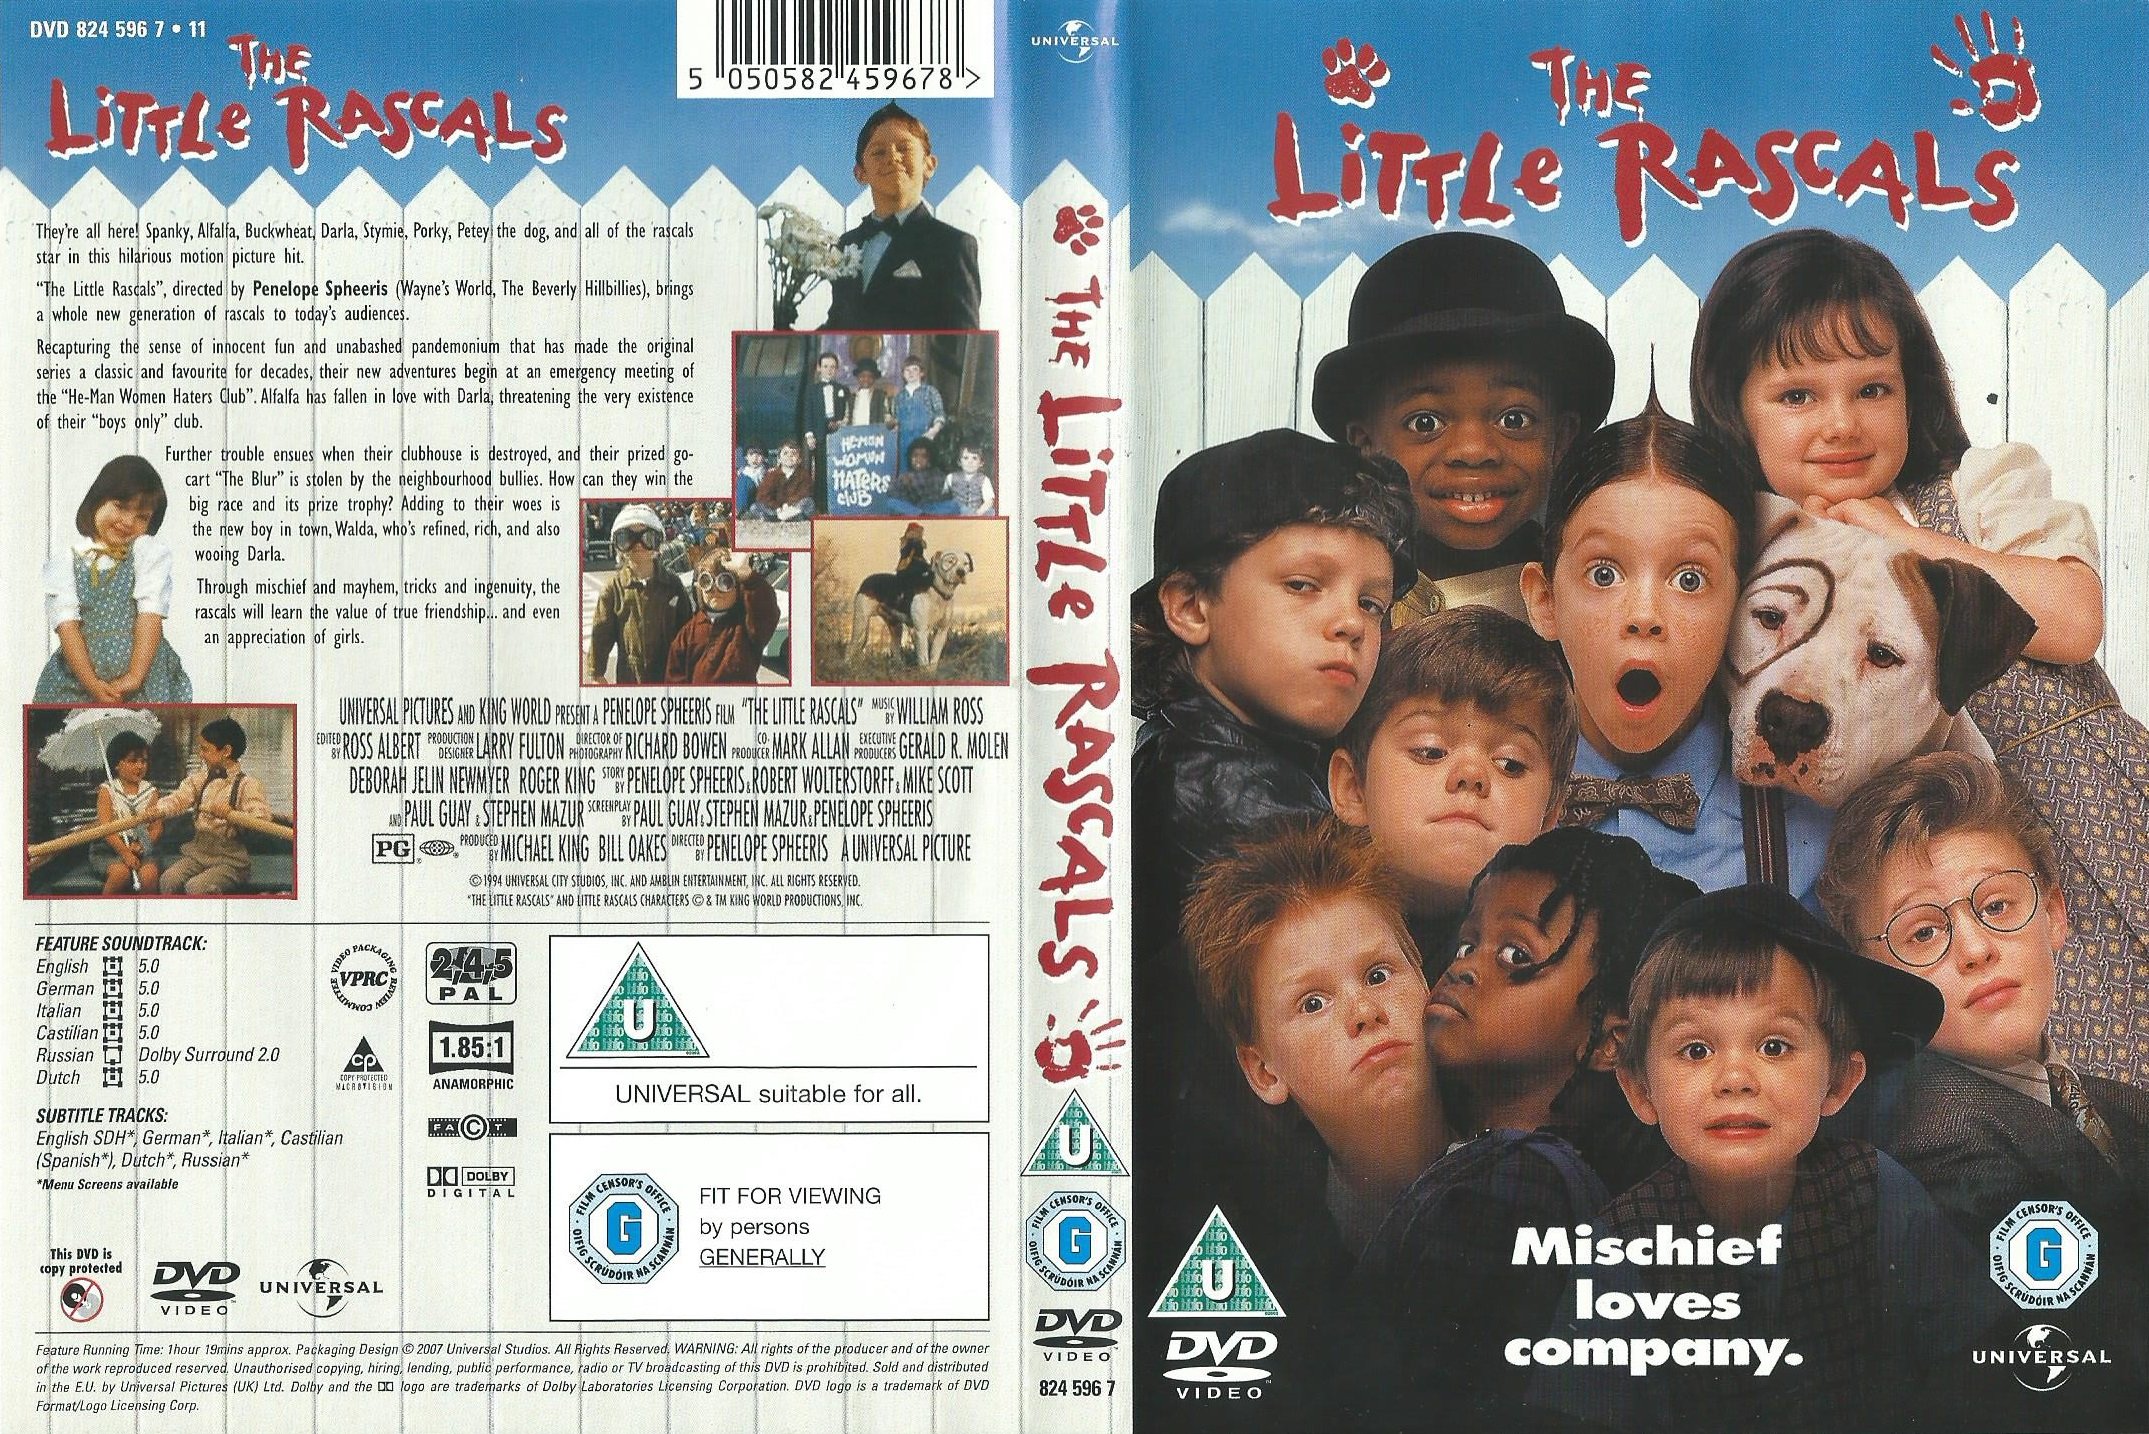 DVD 824 596 7 • 11
THE
LiTTLe RASCALS
5 050582 459678 >
They're all here! Spanky, Alfalfa, Buckwheat, Darla, Stymie, Porky, Petey the dog, and all of the rascals
star in this hilarious motion picture hit.
“The Little Rascals”, directed by Penelope Spheeris (Wayne's World, The Beverly Hillbillies), brings
a whole new generation of rascals to today's audiences.
Recapturing the sense of innocent fun and unabashed pandemonium that has made the original
series a classic and favourite for decades, their new adventures begin at an emergency meeting of
the “He-Man Women Haters Club”. Alfalfa has fallen in love with Darla, threatening the very existence
of their “boys only” club.
Further trouble ensues when their clubhouse is destroyed, and their prized go-
cart “The Blur” is stolen by the neighbourhood bullies. How can they win the
big race and its prize trophy? Adding to their woes is
the new boy in town, Walda, who's refined, rich, and also
wooing Darla.
Through mischief and mayhem, tricks and ingenuity, the
rascals will learn the value of true friendship... and even
an appreciation of girls.
HE-MAN
WOMUN
HATERS
CLUB
UNIVERSAL PICTURES AND KING WORLD PRESENT A PENELOPE SPHEERIS FILM "THE LITTLE RASCALS" MUSIC BY WILLIAM ROSS
EDITED BY ROSS ALBERT PRODUCTION DESIGNER LARRY FULTON DIRECTOR OF PHOTOGRAPHY RICHARD BOWEN CO-PRODUCER MARK ALLAN EXECUTIVE PRODUCERS GERALD R. MOLEN
DEBORAH JELIN NEWMYER ROGER KING STORY BY PENELOPE SPHEERIS & ROBERT WOLTERSTORFF & MIKE SCOTT
AND PAUL GUAY & STEPHEN MAZUR SCREENPLAY BY PAUL GUAY & STEPHEN MAZUR & PENELOPE SPHEERIS
PG ® PRODUCED BY MICHAEL KING BILL OAKES DIRECTED BY PENELOPE SPHEERIS A UNIVERSAL PICTURE
© 1994 UNIVERSAL CITY STUDIOS, INC. AND AMBLIN ENTERTAINMENT, INC. ALL RIGHTS RESERVED.
"THE LITTLE RASCALS" AND LITTLE RASCALS CHARACTERS © & TM KING WORLD PRODUCTIONS, INC.
FEATURE SOUNDTRACK:
English 5.0
German 5.0
Italian 5.0
Castilian 5.0
Russian Dolby Surround 2.0
Dutch 5.0
SUBTITLE TRACKS:
English SDH*, German*, Italian*, Castilian
(Spanish*), Dutch*, Russian*
*Menu Screens available
VIDEO PACKAGING
VPRC
COMMITTEE
cp
COPY PROTECTED
MACROVISION
2,4,5
PAL
1.85:1
ANAMORPHIC
FACT
DOLBY
DIGITAL
U
UNIVERSAL suitable for all.
FILM CENSOR'S OFFICE
G
OIFIG SCRÚDÓIR NA SCANNÁN
FIT FOR VIEWING
by persons
GENERALLY
This DVD is
copy protected
DVD
VIDEO
UNIVERSAL
Feature Running Time: 1hour 19mins approx. Packaging Design © 2007 Universal Studios. All Rights Reserved. WARNING: All rights of the producer and of the owner
of the work reproduced reserved. Unauthorised copying, hiring, lending, public performance, radio or TV broadcasting of this DVD is prohibited. Sold and distributed
in the E.U. by Universal Pictures (UK) Ltd. Dolby and the DD logo are trademarks of Dolby Laboratories Licensing Corporation. DVD logo is a trademark of DVD
Format/Logo Licensing Corp.
UNIVERSAL
THE LiTTLe RASCALS
U
FILM CENSOR'S OFFICE
G
OIFIG SCRÚDÓIR NA SCANNÁN
DVD
VIDEO
824 596 7
THE
LiTTLe RASCALS
Mischief
loves
company.
U
DVD
VIDEO
FILM CENSOR'S OFFICE
G
OIFIG SCRÚDÓIR NA SCANNÁN
UNIVERSAL